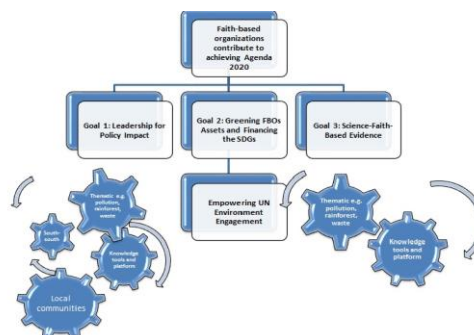 Faith-based
organizations
contribute to
achieving Agenda
2020
Goal 1: Leadership for
Policy Impact
Goal 2: Greening FBOs
Assets and Financing
the SDGs
Goal 3: Science-Faith-
Based Evidence
Empowering UN
Environment
Engagement
Thematic e.g.
pollution,
rainforest,
waste
South-
south
Knowledge
tools and
platform
Local
communities
Thematic e.g.
pollution,
rainforest,
waste
Knowledge
tools and
platform